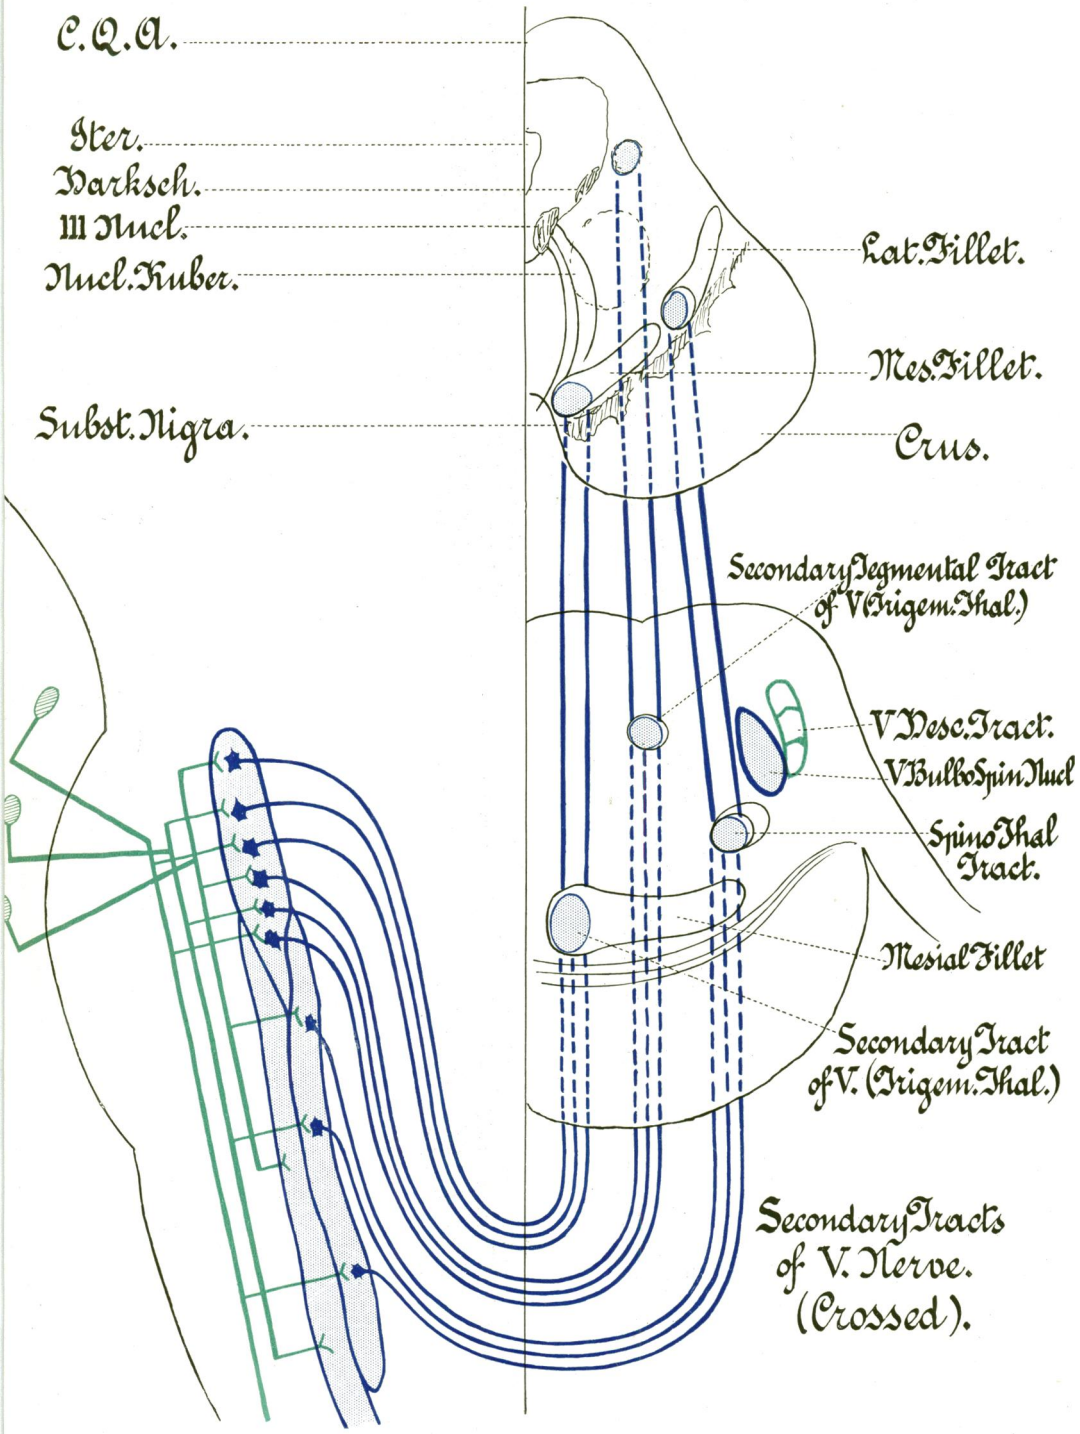 C.Q.A.
Iter.
Darksch.
III Nucl.
Nucl. Ruber.
Subst. Nigra.
Lat. Fillet.
Mes. Fillet.
Crus.
Secondary Tegmental Tract
of V (Trigem. Thal.)
V Desc. Tract.
V Bulbo Spin Nucl
Spino Thal
Tract.
Mesial Fillet
Secondary Tract
of V. (Trigem. Thal.)
Secondary Tracts
of V. Nerve.
(Crossed).